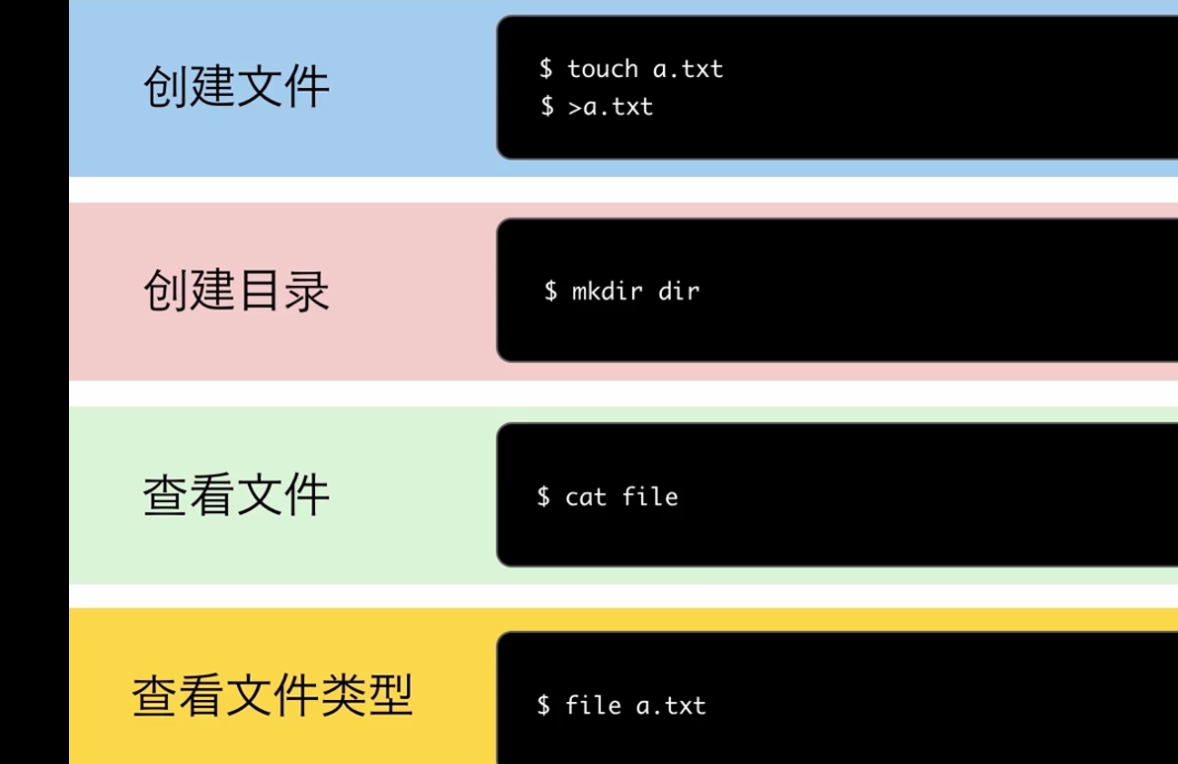 创建文件
$ touch a.txt
$ >a.txt
创建目录
$ mkdir dir
查看文件
$ cat file
查看文件类型
$ file a.txt